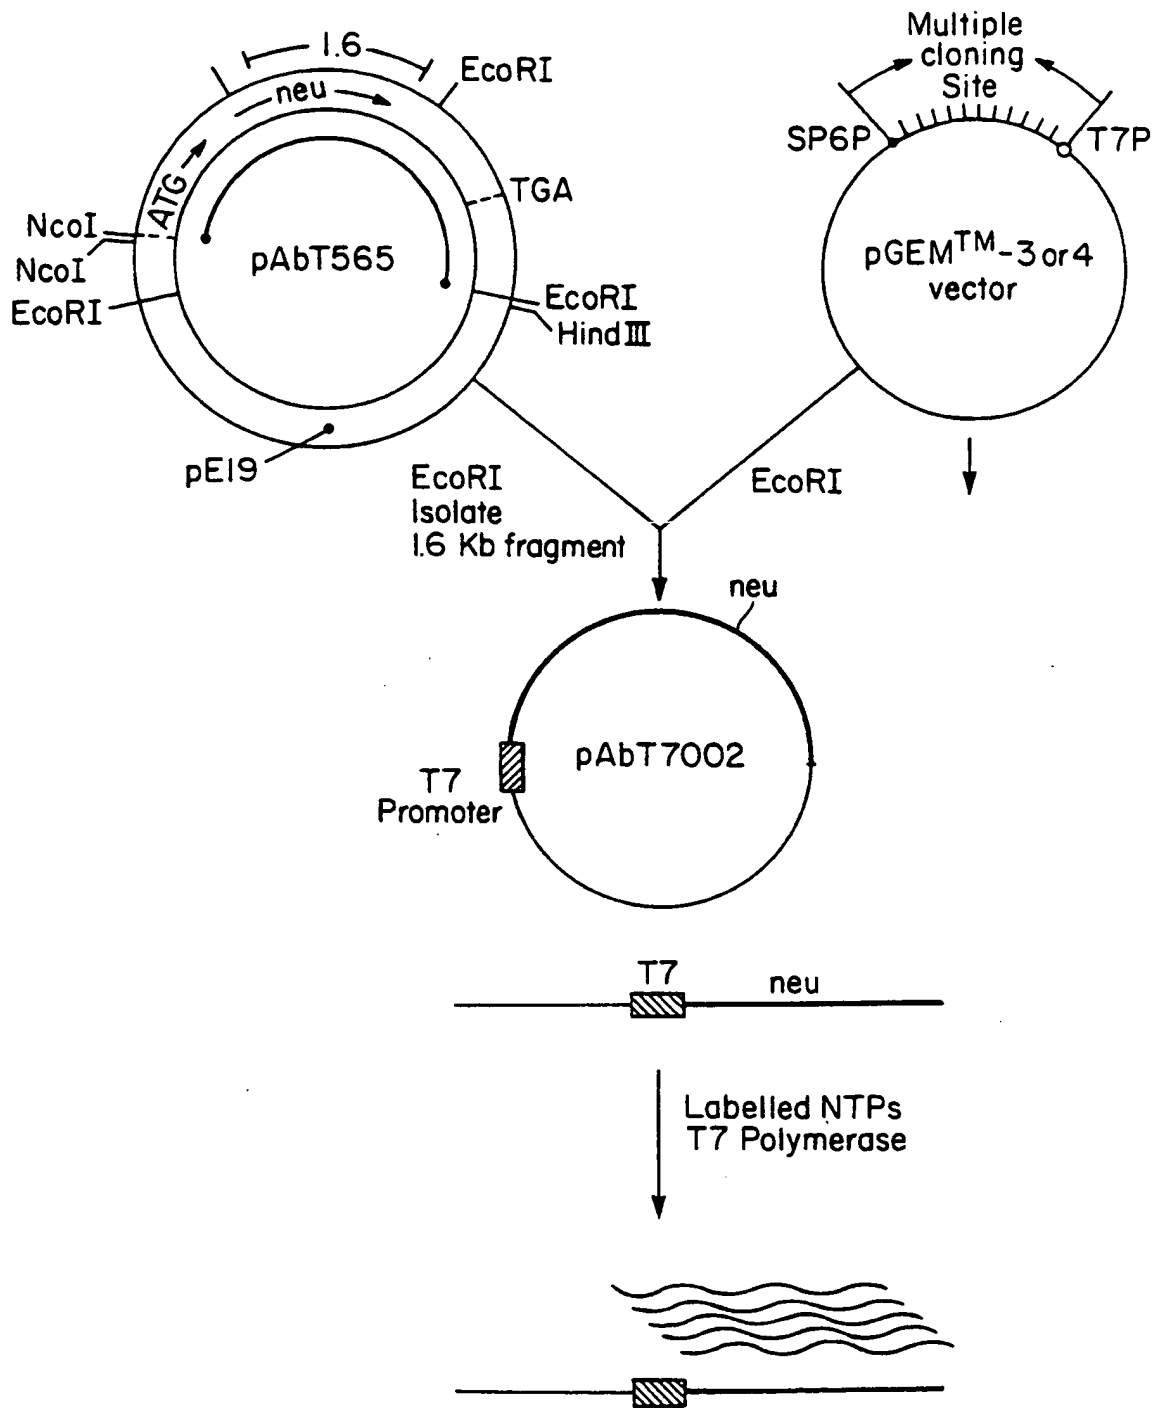 1.6
EcoRI
neu
ATG
TGA
NcoI
NcoI
EcoRI
pAbT565
EcoRI
Hind III
pE19
Multiple
cloning
Site
SP6P
T7P
pGEM™-3 or 4
vector
EcoRI
Isolate
1.6 Kb fragment
EcoRI
neu
pAbT7002
T7
Promoter
T7
neu
Labelled NTPs
T7 Polymerase